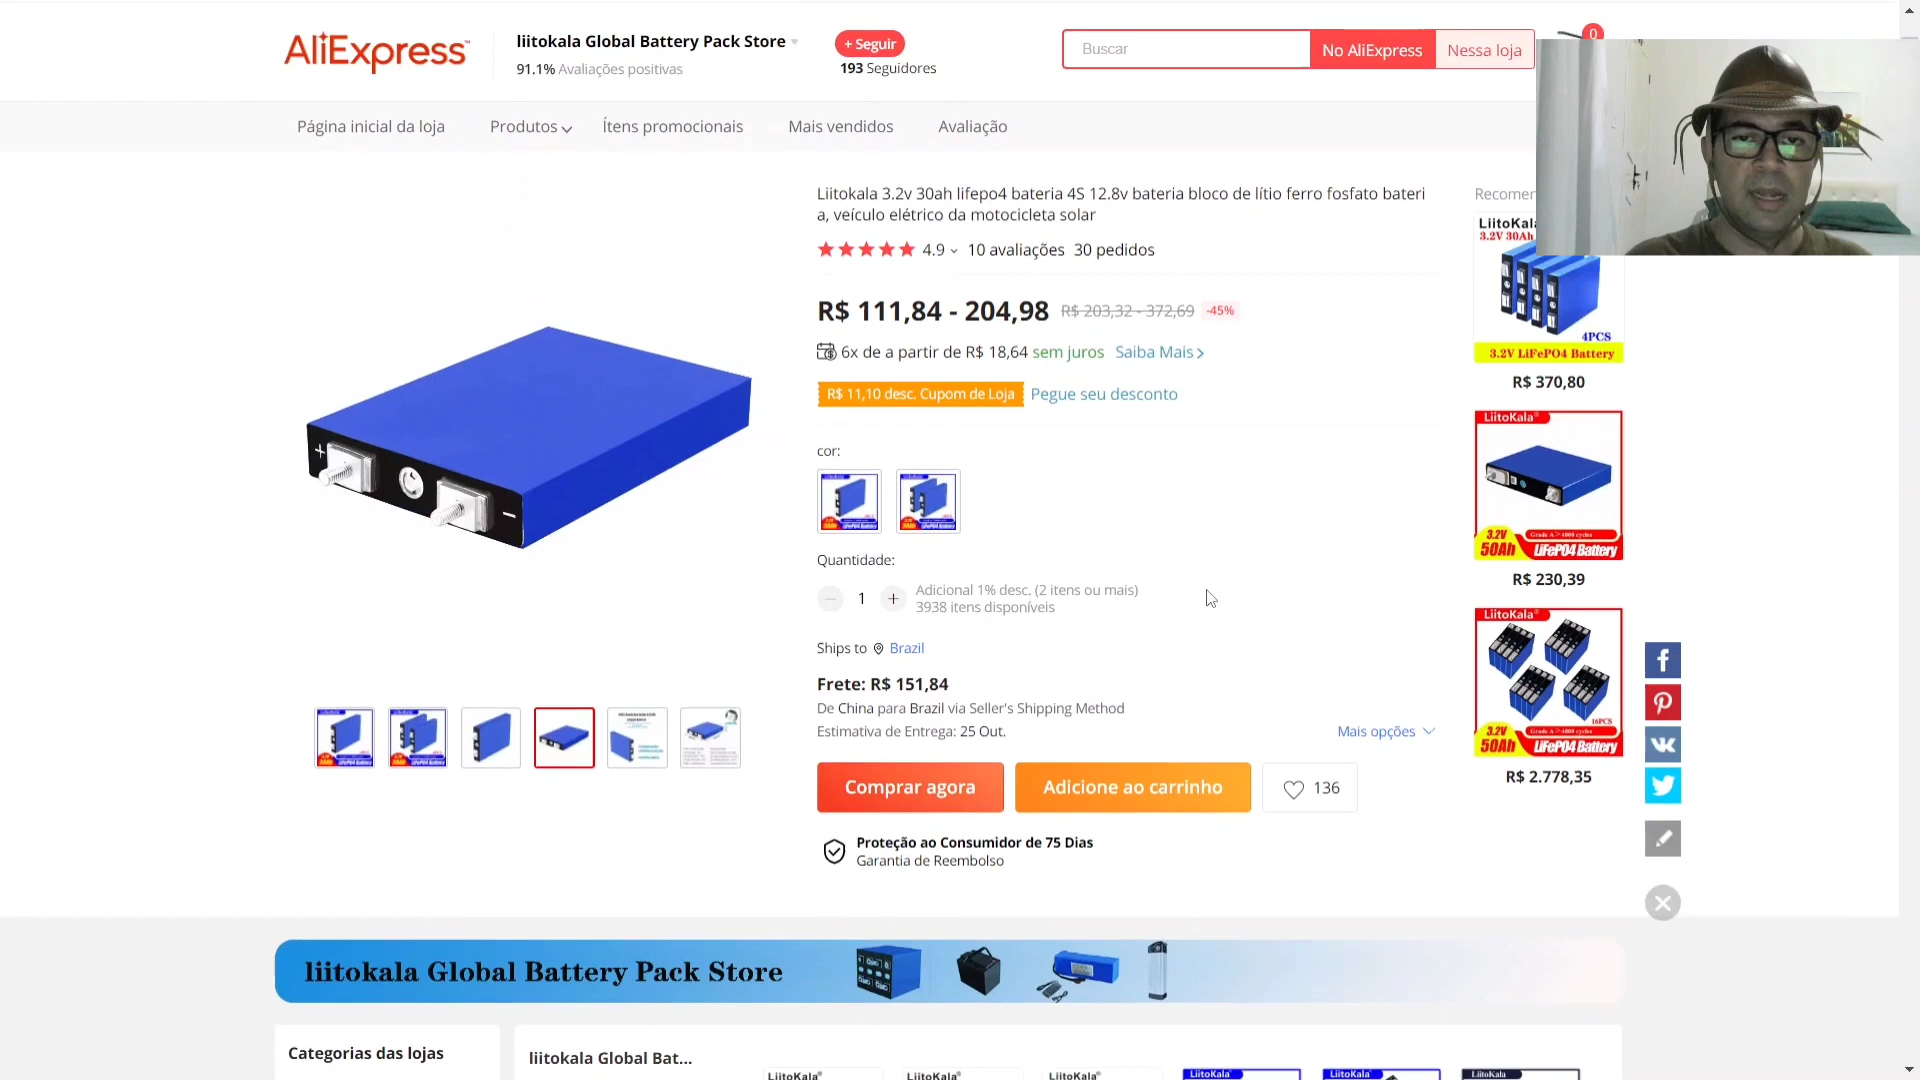 AliExpress™
liitokala Global Battery Pack Store
91.1% Avaliações positivas
+ Seguir
193 Seguidores
Buscar
No AliExpress
Nessa loja
0
Página inicial da loja
Produtos
Ítens promocionais
Mais vendidos
Avaliação
Liitokala 3.2v 30ah lifepo4 bateria 4S 12.8v bateria bloco de lítio ferro fosfato bateri
a, veículo elétrico da motocicleta solar
4.9
10 avaliações
30 pedidos
R$ 111,84 - 204,98
R$ 203,32 - 372,69
-45%
6x de a partir de R$ 18,64 sem juros
Saiba Mais
R$ 11,10 desc. Cupom de Loja
Pegue seu desconto
cor:
Quantidade:
1
Adicional 1% desc. (2 itens ou mais)
3938 itens disponíveis
Ships to
Brazil
Frete: R$ 151,84
De China para Brazil via Seller's Shipping Method
Estimativa de Entrega: 25 Out.
Mais opções
Comprar agora
Adicione ao carrinho
136
Proteção ao Consumidor de 75 Dias
Garantia de Reembolso
Recomen
LiitoKal
3.2V 30Ah
4PCS
3.2V LiFePO4 Battery
R$ 370,80
LiitoKala®
3.2V
50Ah
Grade A > 4000 cycles
LiFePO4 Battery
R$ 230,39
LiitoKala®
16PCS
3.2V
50Ah
LiFePO4 Battery
R$ 2.778,35
liitokala Global Battery Pack Store
Categorias das lojas
liitokala Global Bat...
LiitoKala®
LiitoKala®
LiitoKala®
LiitoKala®
LiitoKala®
LiitoKala